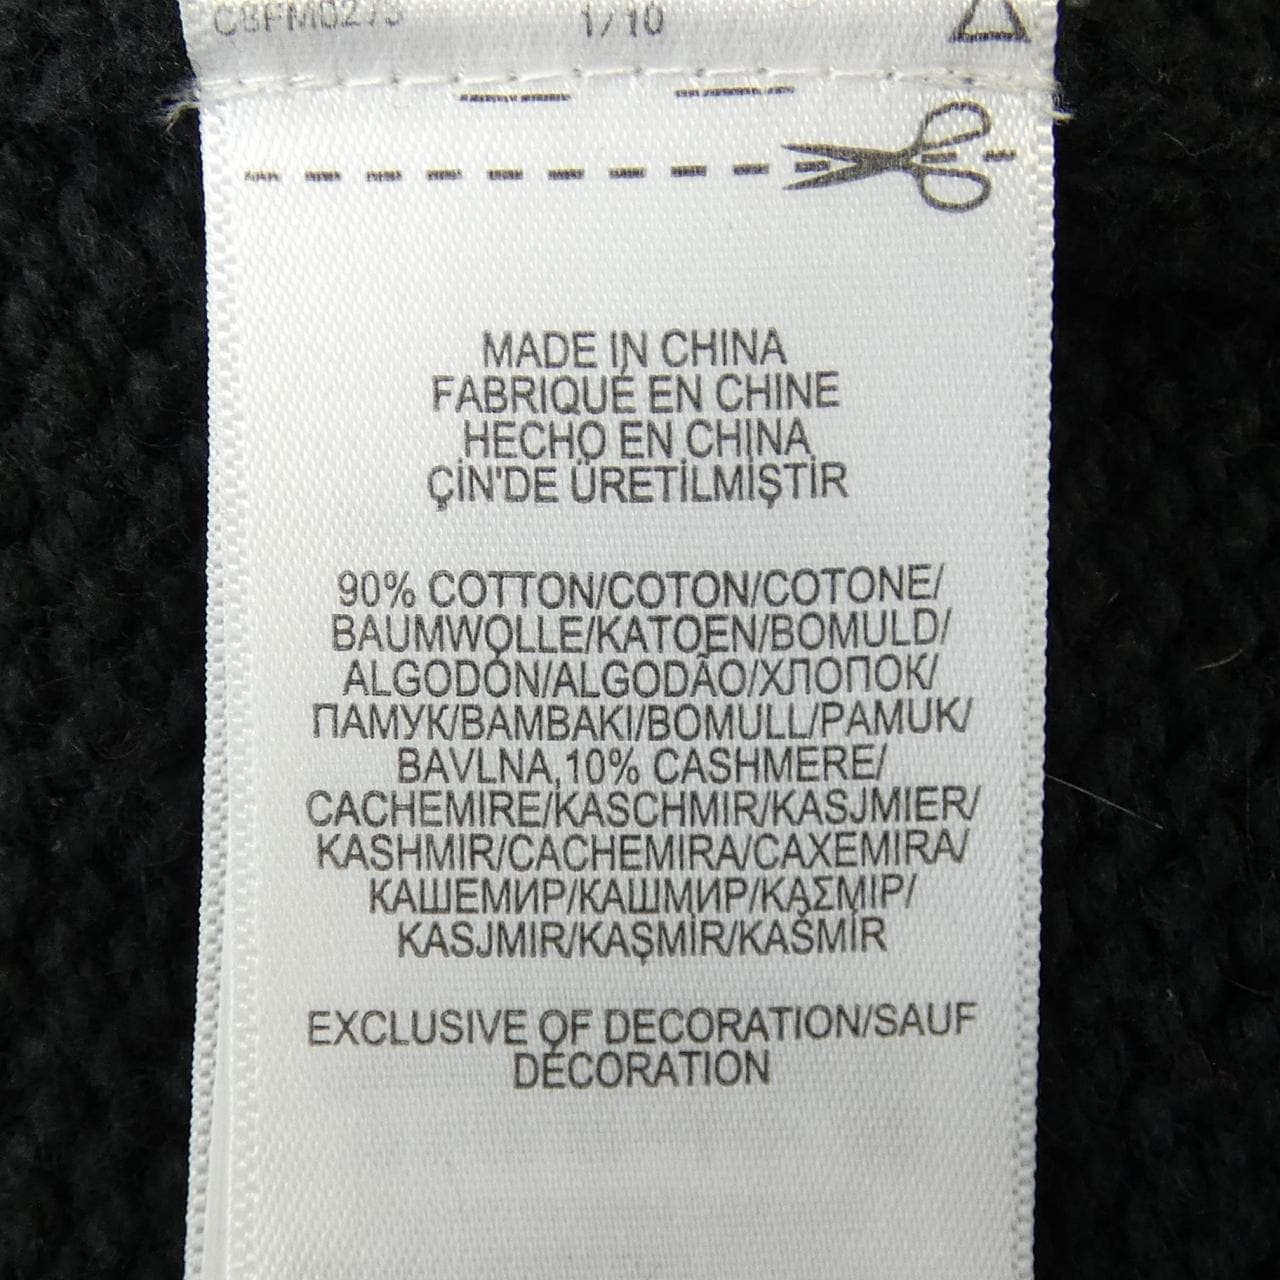 1/10
MADE IN CHINA
FABRIQUÉ EN CHINE
HECHO EN CHINA
ÇİN'DE ÜRETİLMİŞTİR
90% COTTON/COTON/COTONE/
BAUMWOLLE/KATOEN/BOMULD/
ALGODÓN/ALGODÃO/ХЛОПОК/
ПАМУК/BAMBAKI/BOMULL/PAMUK/
BAVLNA,10% CASHMERE/
CACHEMIRE/KASCHMIR/KASJMIER/
KASHMIR/CACHEMIRA/CAXEMIRA/
КАШЕМИР/КАШМИР/ΚΑΣΜΙΡ/
KASJMIR/KAŞMİR/KAŠMÍR
EXCLUSIVE OF DECORATION/SAUF
DÉCORATION